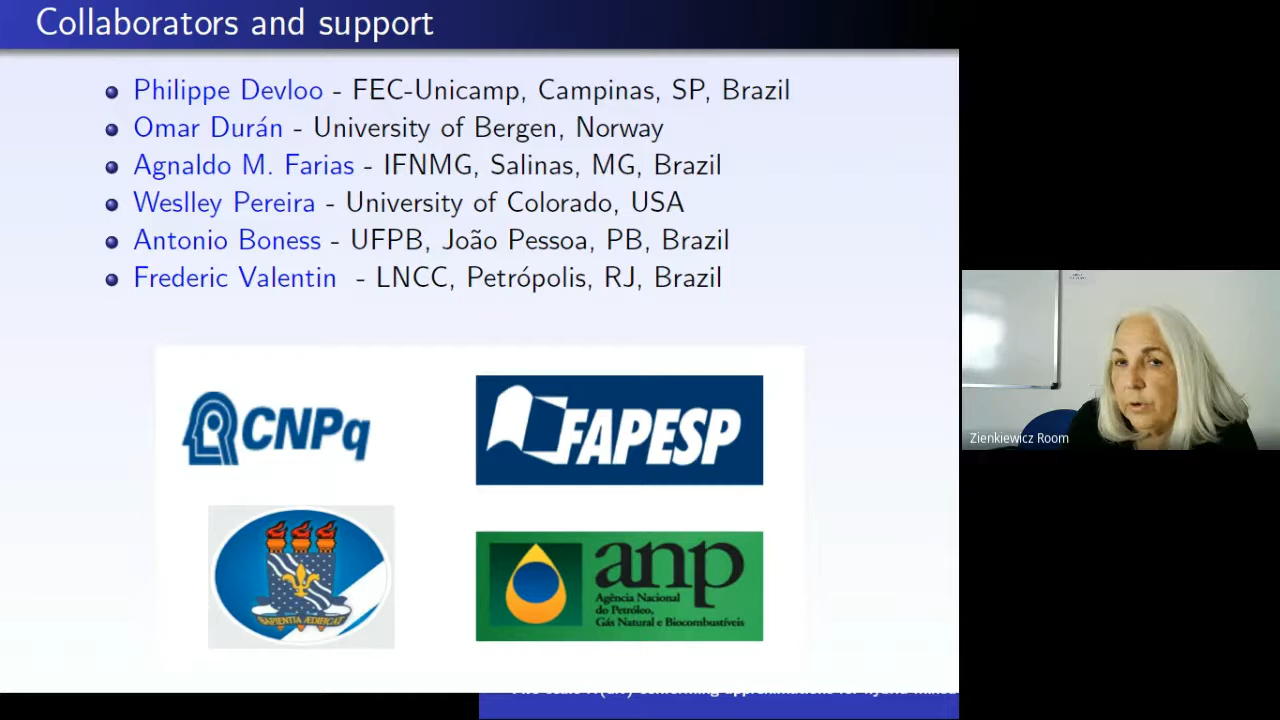 Collaborators and support
Philippe Devloo - FEC-Unicamp, Campinas, SP, Brazil
Omar Durán - University of Bergen, Norway
Agnaldo M. Farias - IFNMG, Salinas, MG, Brazil
Weslley Pereira - University of Colorado, USA
Antonio Boness - UFPB, João Pessoa, PB, Brazil
Frederic Valentin - LNCC, Petrópolis, RJ, Brazil
CNPq
FAPESP
SAPIENTIA ÆDIFICAT
anp
Agência Nacional
do Petróleo,
Gás Natural e Biocombustíveis
Zienkiewicz Room